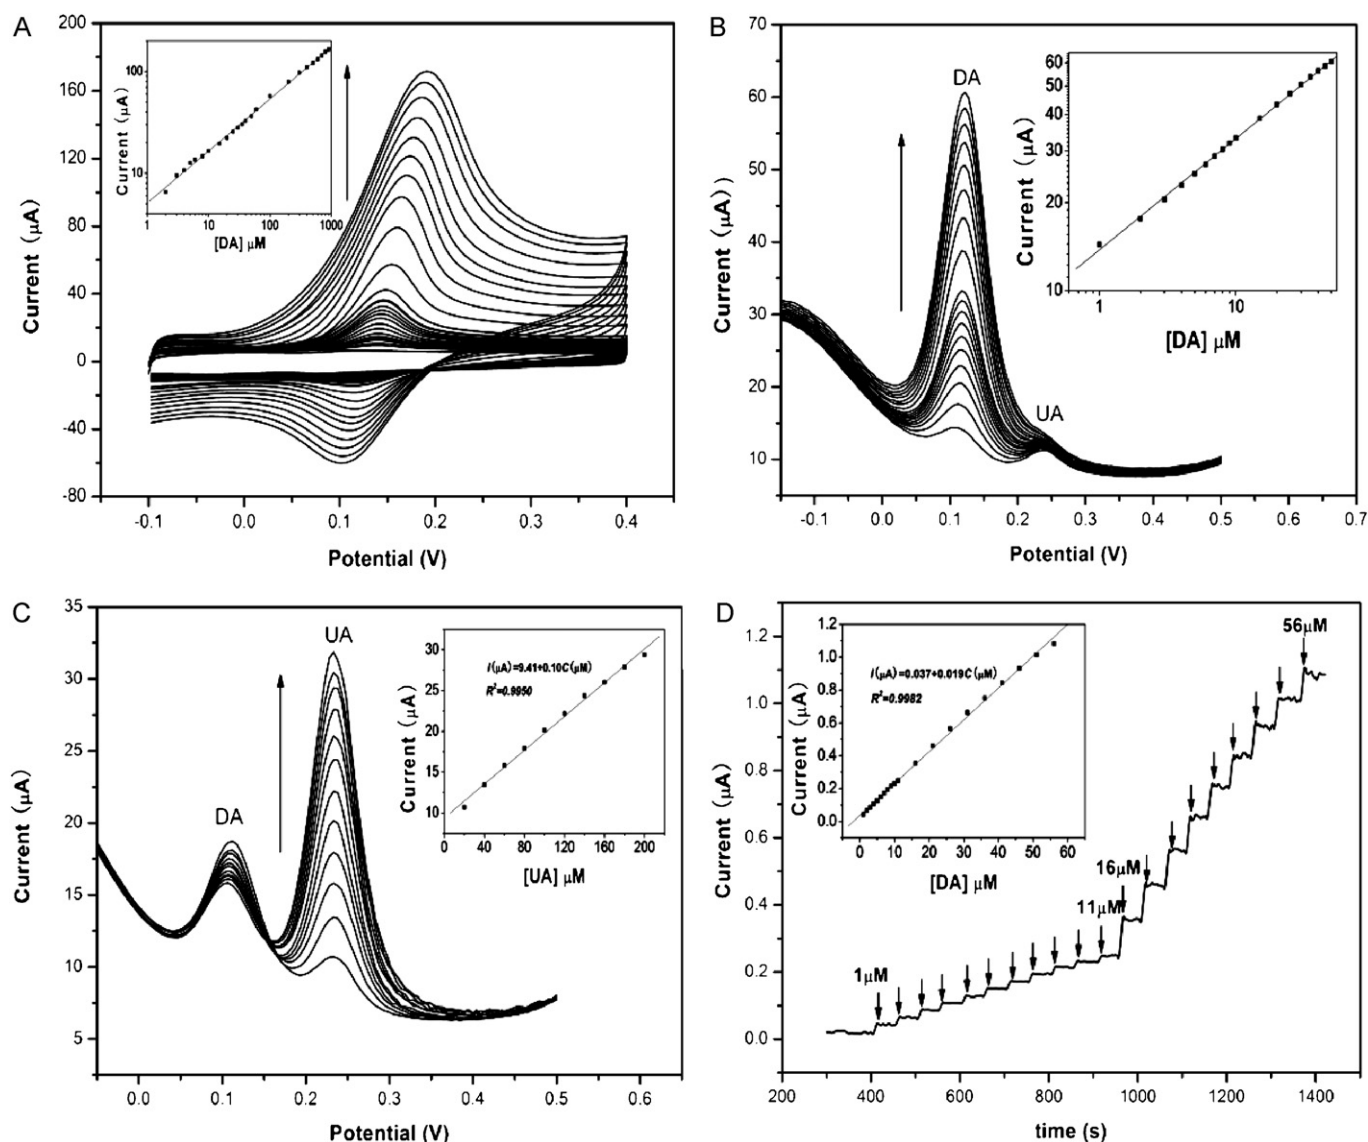 A
200
160
120
80
40
0
-40
-80
Current (μA)
-0.1 0.0 0.1 0.2 0.3 0.4
Potential (V)
100
10
Current (μA)
1 10 100 1000
[DA] μM
B
70
60
50
40
30
20
10
Current (μA))
-0.1 0.0 0.1 0.2 0.3 0.4 0.5 0.6 0.7
Potential (V)
DA
UA
60
50
40
30
20
10
Current (μA)
1 10
[DA] μM
C
35
30
25
20
15
10
5
Current (μA)
0.0 0.1 0.2 0.3 0.4 0.5 0.6
Potential (V)
DA
UA
30
25
20
15
10
Current (μA)
I(μA)=9.41+0.10C(μM)
R²=0.9950
0 40 80 120 160 200
[UA] μM
D
1.2
1.0
0.8
0.6
0.4
0.2
0.0
Current (μA)
200 400 600 800 1000 1200 1400
time (s)
1μM
11μM
16μM
56μM
1.2
1.0
0.8
0.6
0.4
0.2
0.0
Current (μA)
I(μA)=0.037+0.019C(μM)
R²=0.9982
0 10 20 30 40 50 60
[DA] μM